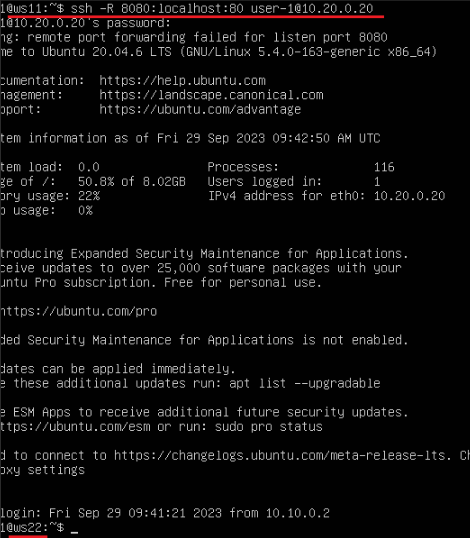 1@ws11:~$ ssh -R 8080:localhost:80 user-1@10.20.0.20
1@10.20.0.20's password:
ng: remote port forwarding failed for listen port 8080
me to Ubuntu 20.04.6 LTS (GNU/Linux 5.4.0-163-generic x86_64)
cumentation:  https://help.ubuntu.com
nagement:     https://landscape.canonical.com
pport:        https://ubuntu.com/advantage
tem information as of Fri 29 Sep 2023 09:42:50 AM UTC
tem load:  0.0                Processes:              116
ge of /:   50.8% of 8.02GB    Users logged in:        1
ory usage: 22%                IPv4 address for eth0: 10.20.0.20
p usage:   0%
troducing Expanded Security Maintenance for Applications.
ceive updates to over 25,000 software packages with your
untu Pro subscription. Free for personal use.
https://ubuntu.com/pro
ded Security Maintenance for Applications is not enabled.
dates can be applied immediately.
e these additional updates run: apt list --upgradable
e ESM Apps to receive additional future security updates.
ttps://ubuntu.com/esm or run: sudo pro status
d to connect to https://changelogs.ubuntu.com/meta-release-lts. Ch
oxy settings
login: Fri Sep 29 09:41:21 2023 from 10.10.0.2
1@ws22:~$ _